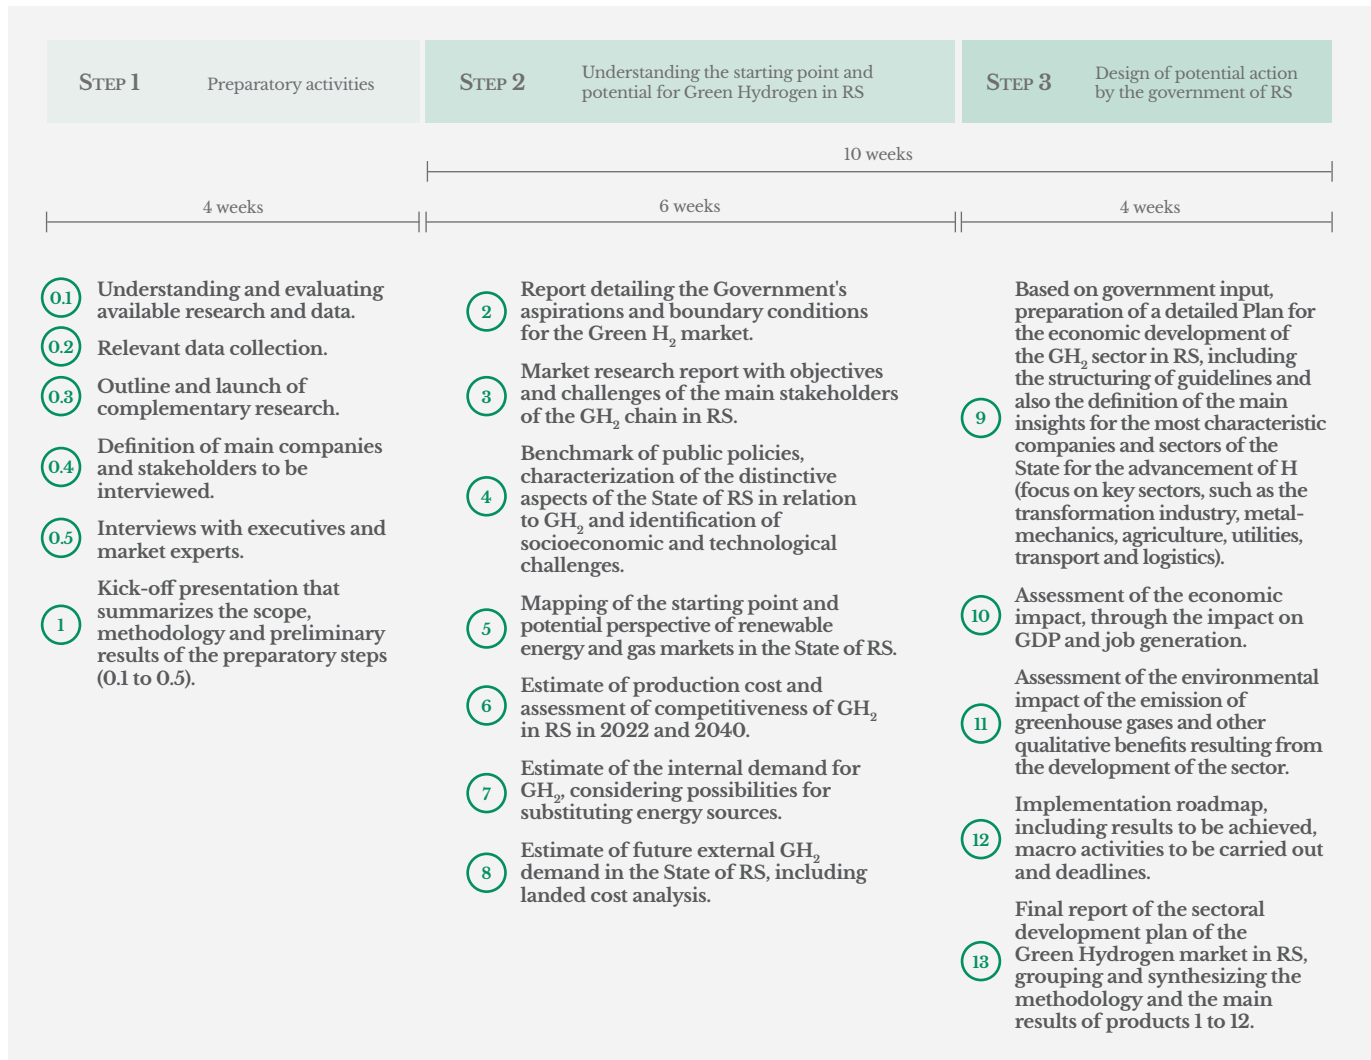 STEP 1
Preparatory activities
STEP 2
Understanding the starting point and
potential for Green Hydrogen in RS
STEP 3
Design of potential action
by the government of RS
10 weeks
4 weeks
6 weeks
4 weeks
0.1
Understanding and evaluating
available research and data.
0.2
Relevant data collection.
0.3
Outline and launch of
complementary research.
0.4
Definition of main companies
and stakeholders to be
interviewed.
0.5
Interviews with executives and
market experts.
1
Kick-off presentation that
summarizes the scope,
methodology and preliminary
results of the preparatory steps
(0.1 to 0.5).
2
Report detailing the Government's
aspirations and boundary conditions
for the Green H₂ market.
3
Market research report with objectives
and challenges of the main stakeholders
of the GH₂ chain in RS.
4
Benchmark of public policies,
characterization of the distinctive
aspects of the State of RS in relation
to GH₂ and identification of
socioeconomic and technological
challenges.
5
Mapping of the starting point and
potential perspective of renewable
energy and gas markets in the State of RS.
6
Estimate of production cost and
assessment of competitiveness of GH₂
in RS in 2022 and 2040.
7
Estimate of the internal demand for
GH₂, considering possibilities for
substituting energy sources.
8
Estimate of future external GH₂
demand in the State of RS, including
landed cost analysis.
9
Based on government input,
preparation of a detailed Plan for
the economic development of
the GH₂ sector in RS, including
the structuring of guidelines and
also the definition of the main
insights for the most characteristic
companies and sectors of the
State for the advancement of H
(focus on key sectors, such as the
transformation industry, metal-
mechanics, agriculture, utilities,
transport and logistics).
10
Assessment of the economic
impact, through the impact on
GDP and job generation.
11
Assessment of the environmental
impact of the emission of
greenhouse gases and other
qualitative benefits resulting from
the development of the sector.
12
Implementation roadmap,
including results to be achieved,
macro activities to be carried out
and deadlines.
13
Final report of the sectoral
development plan of the
Green Hydrogen market in RS,
grouping and synthesizing the
methodology and the main
results of products 1 to 12.